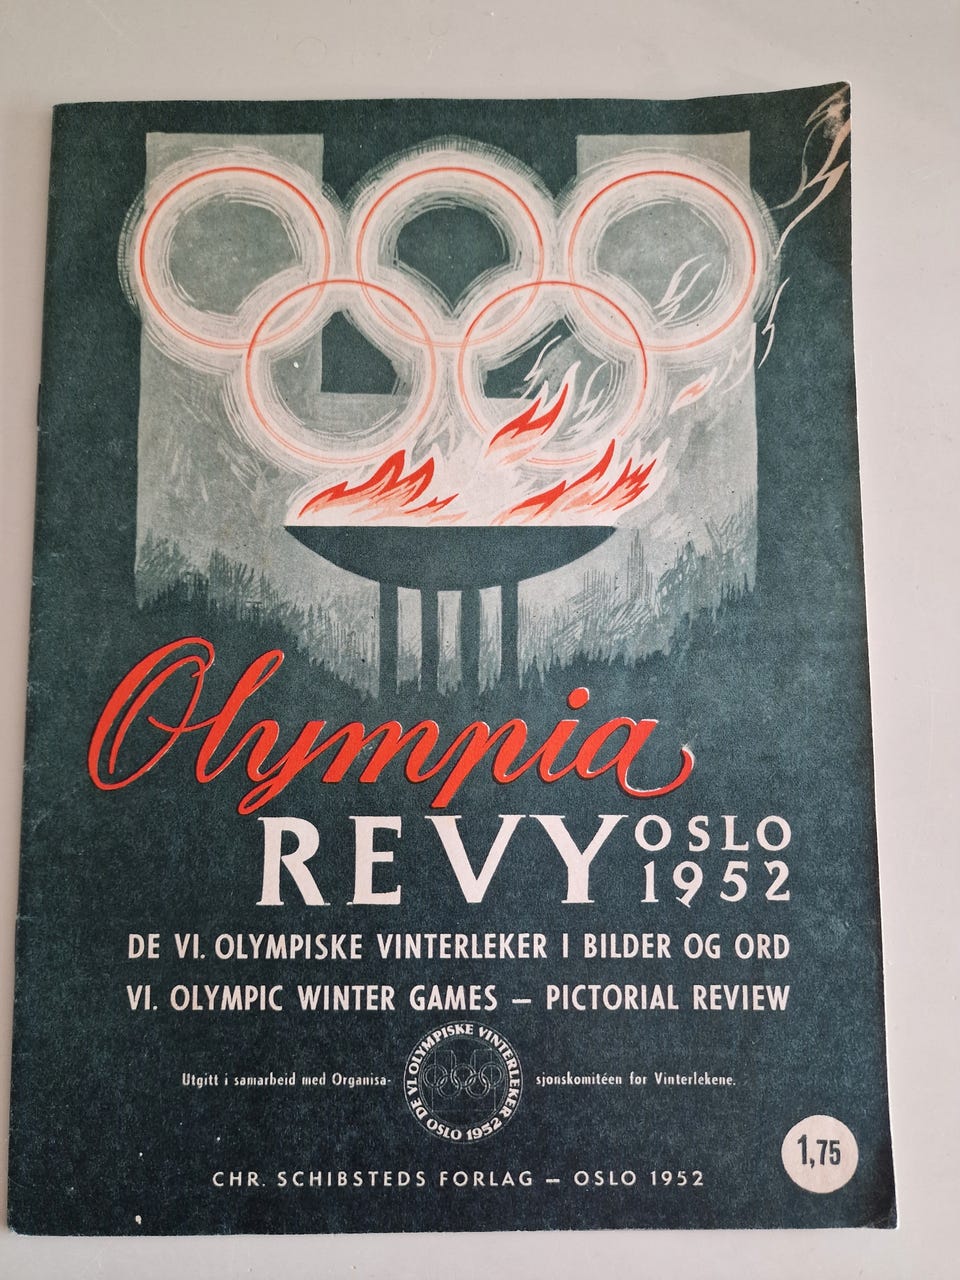 Olympia
REVY OSLO 1952
DE VI. OLYMPISKE VINTERLEKER I BILDER OG ORD
VI. OLYMPIC WINTER GAMES – PICTORIAL REVIEW
Utgitt i samarbeid med Organisa- sjonskomitéen for Vinterlekene.
DE VI. OLYMPISKE VINTERLEKER
OSLO 1952
1,75
CHR. SCHIBSTEDS FORLAG – OSLO 1952